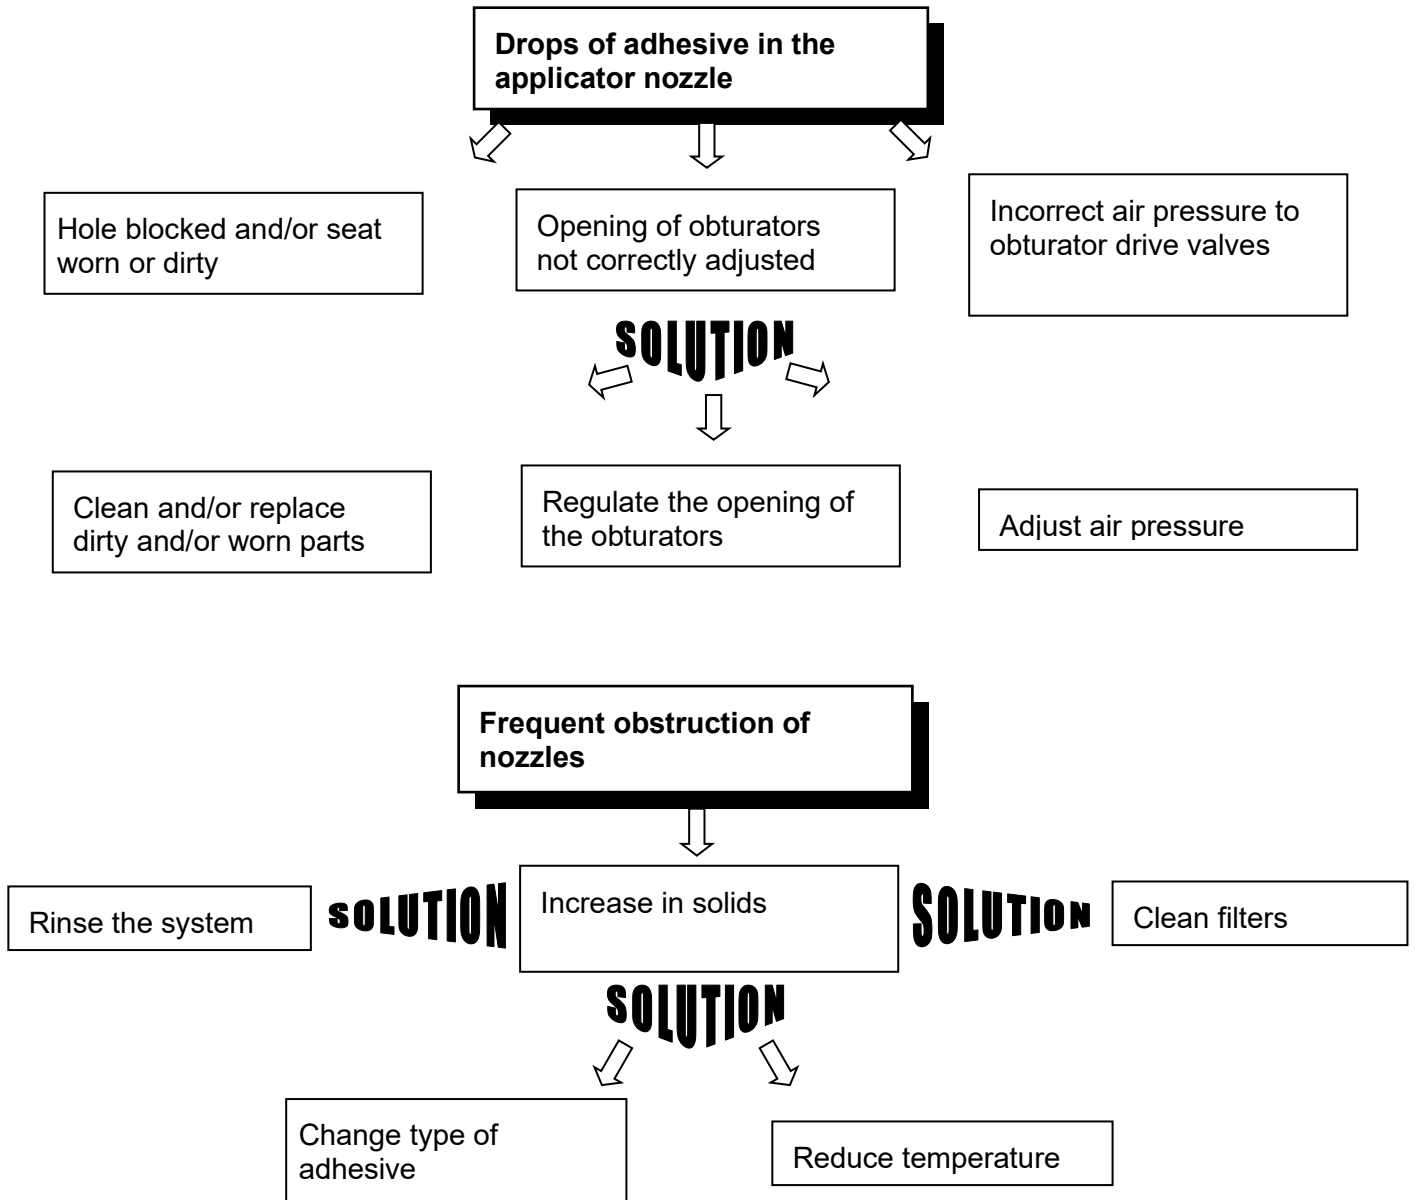 Drops of adhesive in the
applicator nozzle
Hole blocked and/or seat
worn or dirty
Opening of obturators
not correctly adjusted
Incorrect air pressure to
obturator drive valves
SOLUTION
Clean and/or replace
dirty and/or worn parts
Regulate the opening of
the obturators
Adjust air pressure
Frequent obstruction of
nozzles
Rinse the system
SOLUTION
Increase in solids
SOLUTION
Clean filters
SOLUTION
Change type of
adhesive
Reduce temperature